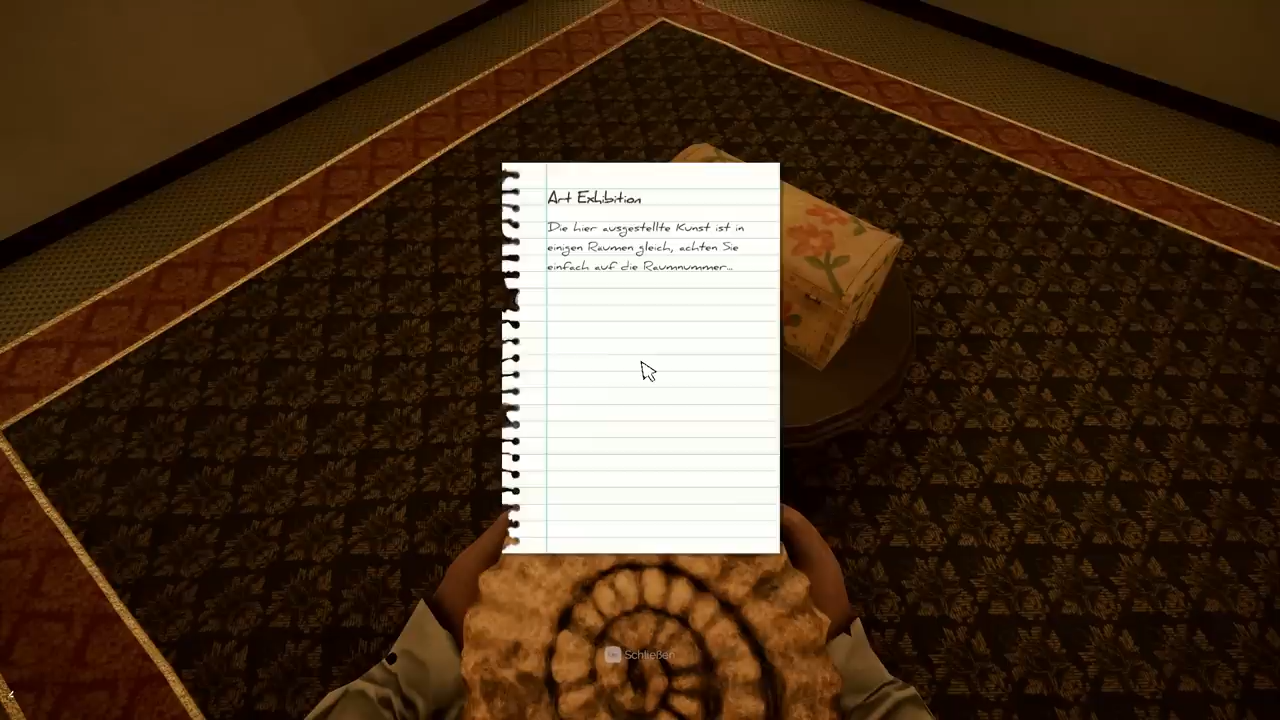 Art Exhibition
Die hier ausgestellte Kunst ist in
einigen Raumen gleich, achten Sie
einfach auf die Raumnummer...
Schließen